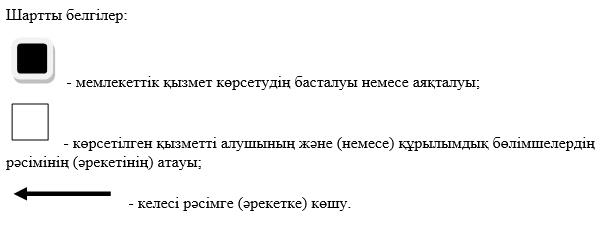 Шартты белгілер:
- мемлекеттік қызмет көрсетудің басталуы немесе аяқталуы;
- көрсетілген қызметті алушының және (немесе) құрылымдық бөлімшелердің
рәсімінің (әрекетінің) атауы;
- келесі рәсімге (әрекетке) көшу.